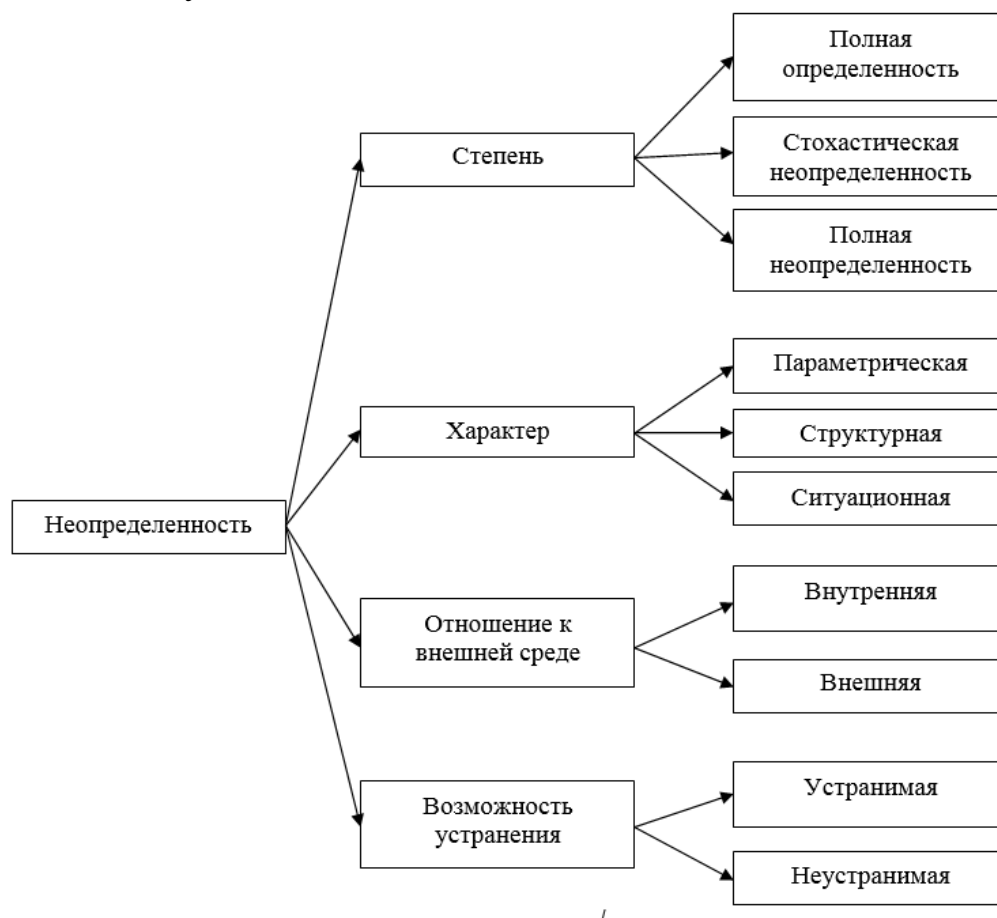 Полная
определенность
Степень
Стохастическая
неопределенность
Полная
неопределенность
Параметрическая
Характер
Структурная
Ситуационная
Неопределенность
Внутренняя
Отношение к
внешней среде
Внешняя
Устранимая
Возможность
устранения
Неустранимая